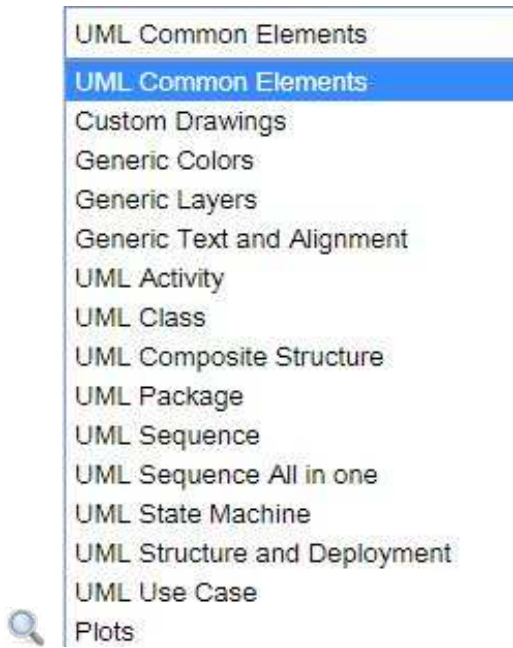 UML Common Elements
UML Common Elements
Custom Drawings
Generic Colors
Generic Layers
Generic Text and Alignment
UML Activity
UML Class
UML Composite Structure
UML Package
UML Sequence
UML Sequence All in one
UML State Machine
UML Structure and Deployment
UML Use Case
Plots